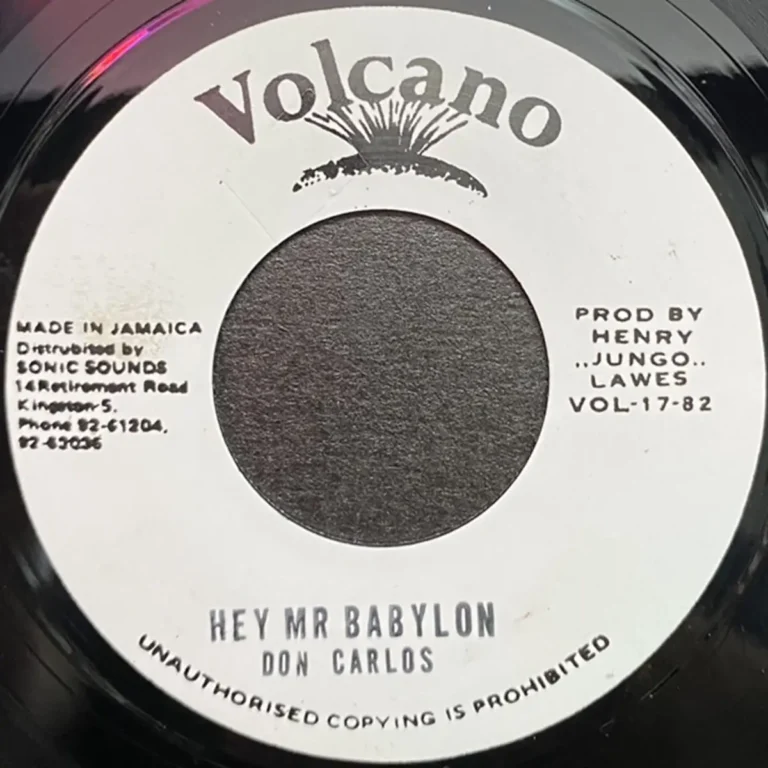 Volcano
MADE IN JAMAICA
Distrubited by
SONIC SOUNDS
14 Retirement Road
Kingston 5.
Phone 92-61204,
92-63036
PROD BY
HENRY
,,JUNGO..
LAWES
VOL-17-82
HEY MR BABYLON
DON CARLOS
UNAUTHORISED COPYING IS PROHIBITED